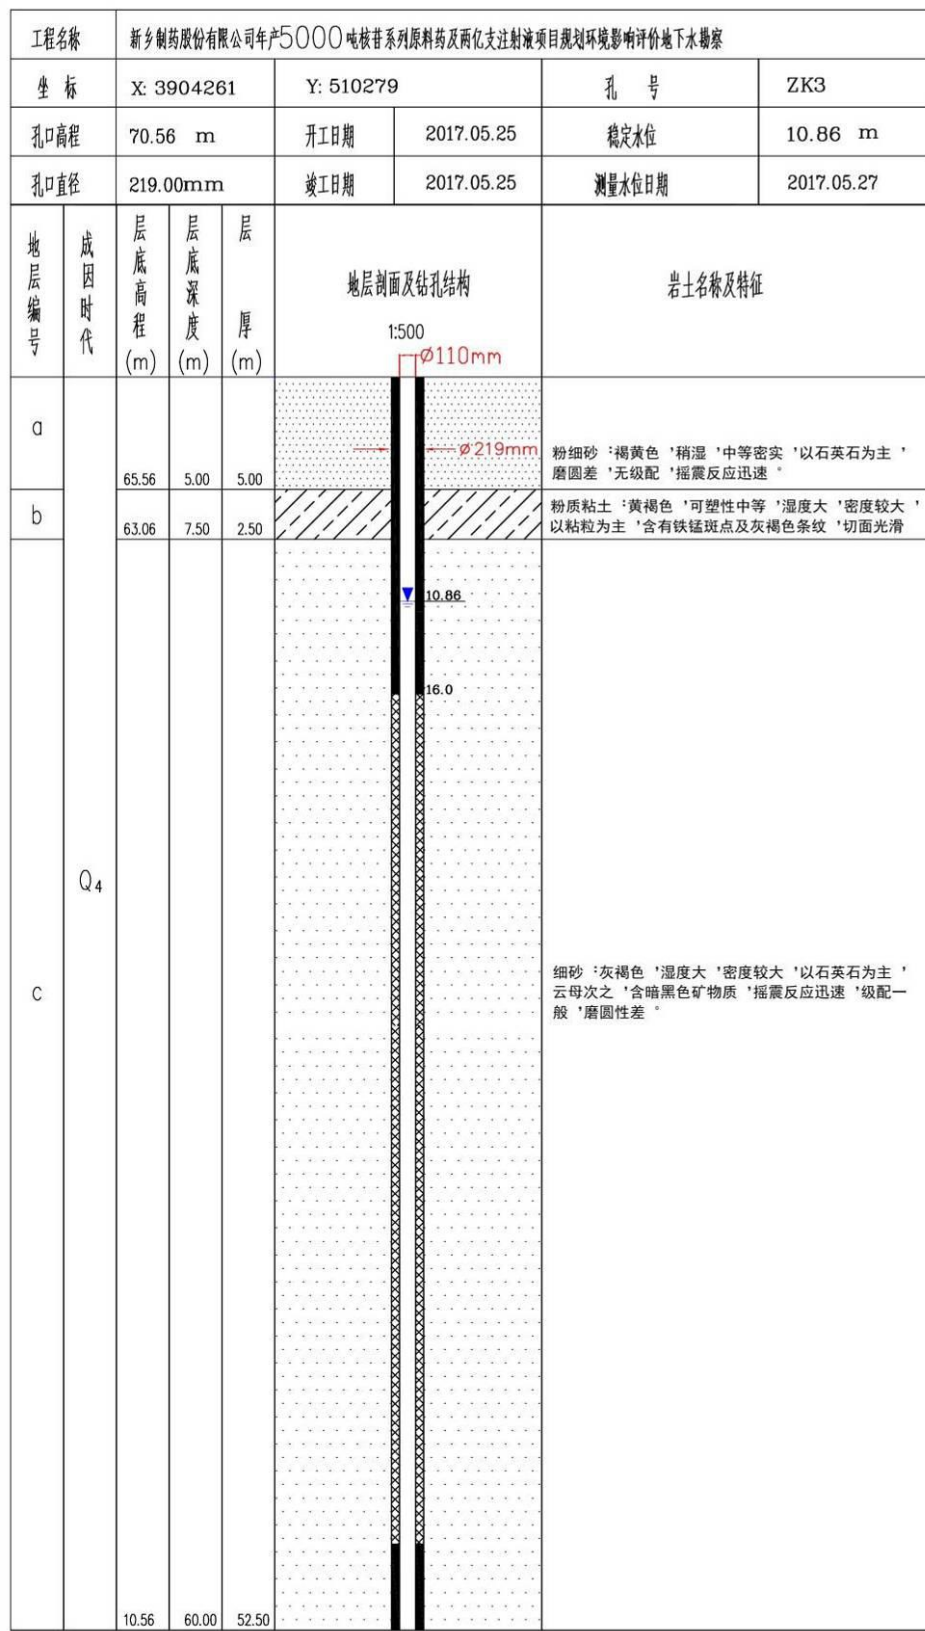 工程名称 新乡制药股份有限公司年产5000吨核苷系列原料药及两亿支注射液项目规划环境影响评价地下水勘察
坐 标 X: 3904261 Y: 510279 孔 号 ZK3
孔口高程 70.56 m 开工日期 2017.05.25 稳定水位 10.86 m
孔口直径 219.00mm 竣工日期 2017.05.25 测量水位日期 2017.05.27
地层编号 成因时代 层底高程(m) 层底深度(m) 层厚(m) 地层剖面及钻孔结构 岩土名称及特征
1:500
Ø110mm
a
Ø219mm
粉细砂：褐黄色，稍湿，中等密实，以石英石为主，
磨圆差，无级配，摇震反应迅速。
65.56 5.00 5.00
b
粉质粘土：黄褐色，可塑性中等，湿度大，密度较大，
以粘粒为主，含有铁锰斑点及灰褐色条纹，切面光滑
63.06 7.50 2.50
10.86
16.0
Q4
c
细砂：灰褐色，湿度大，密度较大，以石英石为主，
云母次之，含暗黑色矿物质，摇震反应迅速，级配一
般，磨圆性差。
10.56 60.00 52.50